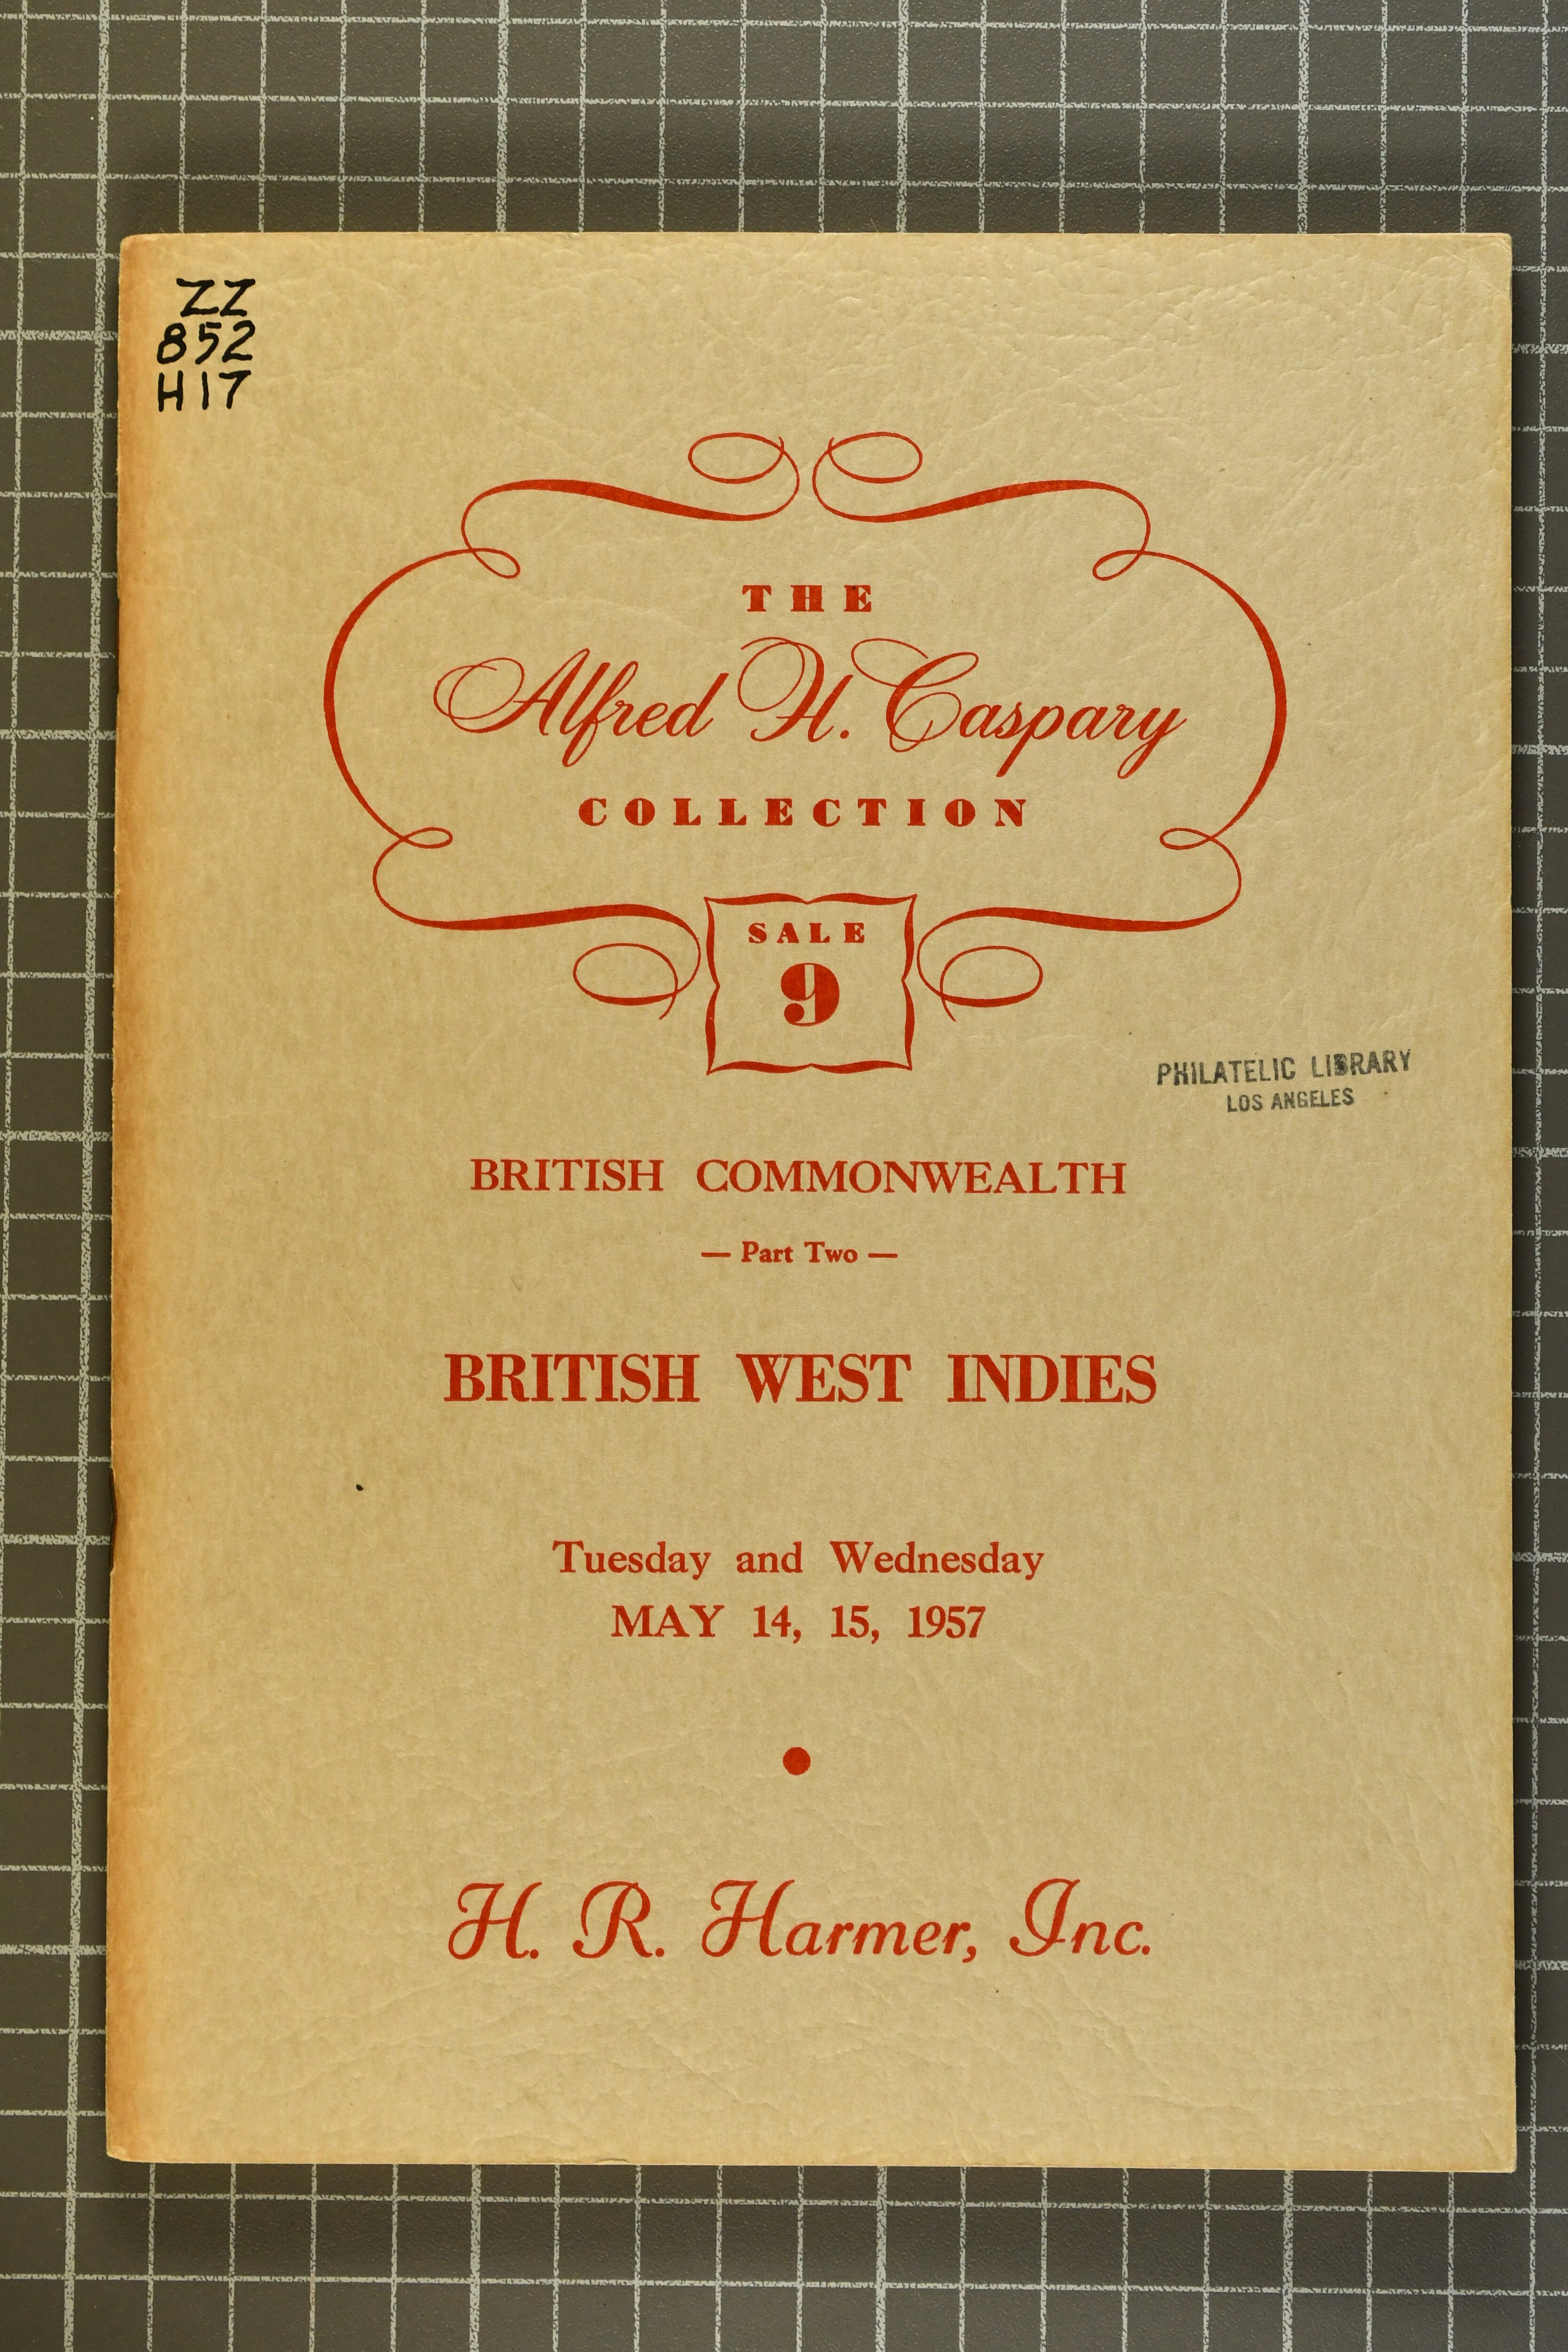 ZZ
852
H17
THE
Alfred H. Caspary
COLLECTION
SALE
9
PHILATELIC LIBRARY
LOS ANGELES
BRITISH COMMONWEALTH
— Part Two —
BRITISH WEST INDIES
Tuesday and Wednesday
MAY 14, 15, 1957
H. R. Harmer, Inc.